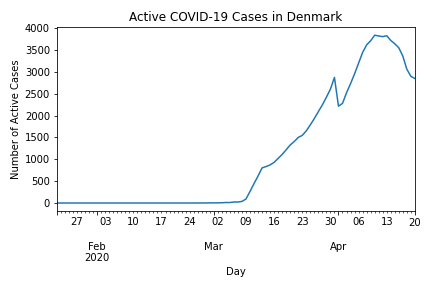 Active COVID-19 Cases in Denmark
Number of Active Cases
4000
3500
3000
2500
2000
1500
1000
500
0
27 03 10 17 24 02 09 16 23 30 06 13 20
Feb Mar Apr
2020
Day